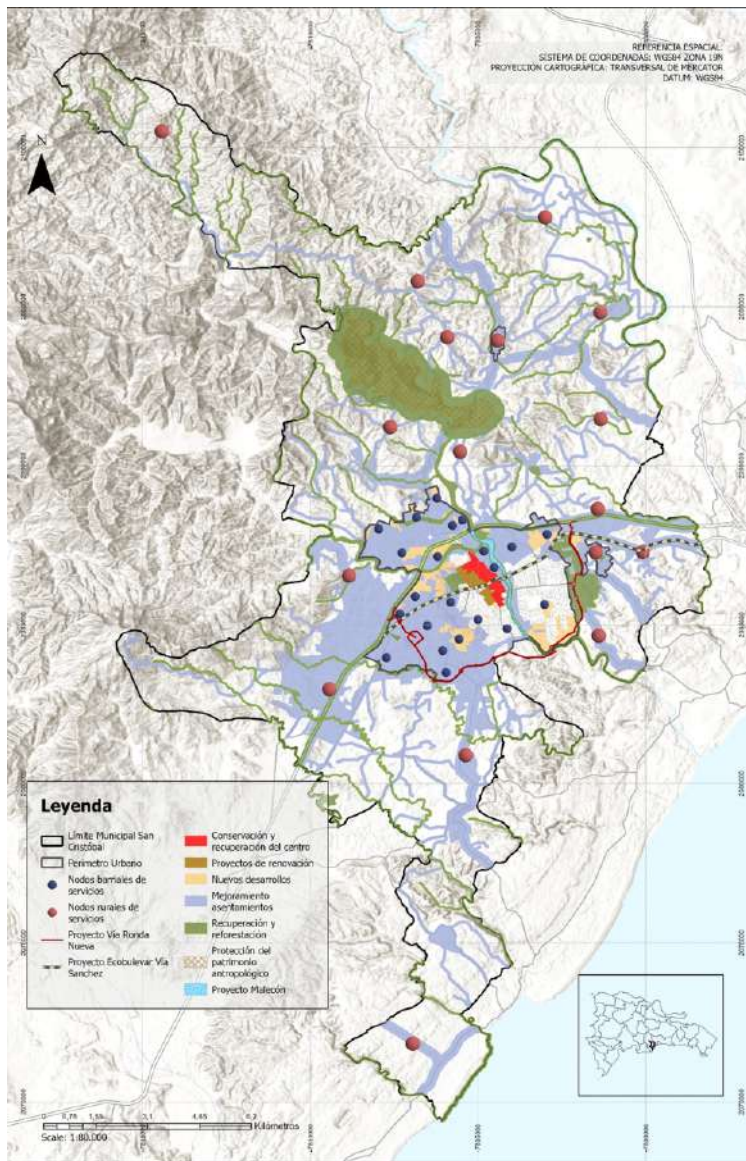 REFERENCIA ESPACIAL:
SISTEMA DE COORDENADAS: WGS84 ZONA 19N
PROYECCIÓN CARTOGRÁFICA: TRANSVERSAL DE MERCATOR
DATUM: WGS84
N
Leyenda
Límite Municipal San
Cristóbal
Perímetro Urbano
Nodos barriales de
servicios
Nodos rurales de
servicios
Proyecto Vía Ronda
Nueva
Proyecto Ecobulevar Vía
Sanchez
Conservación y
recuperación del centro
Proyectos de renovación
Nuevos desarrollos
Mejoramiento
asentamientos
Recuperación y
reforestación
Protección del
patrimonio
antropológico
Proyecto Malecón
Kilómetros
Scale: 1:80.000